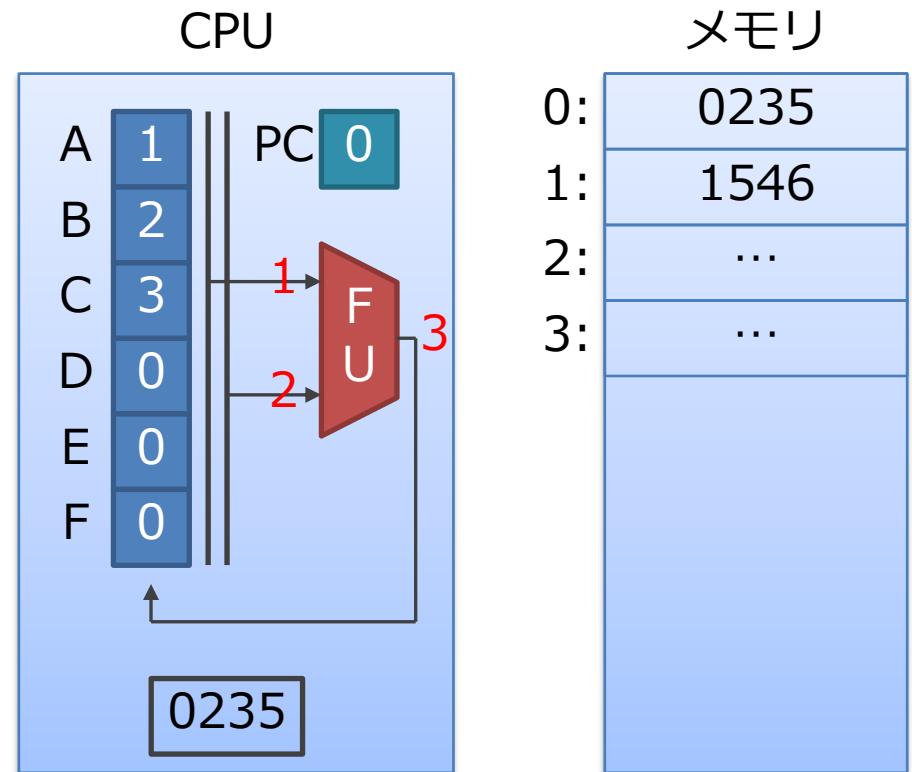 CPU
メモリ
A 1
B 2
C 3
D 0
E 0
F 0
PC 0
1
2
F
U
3
0235
0: 0235
1: 1546
2: …
3: …